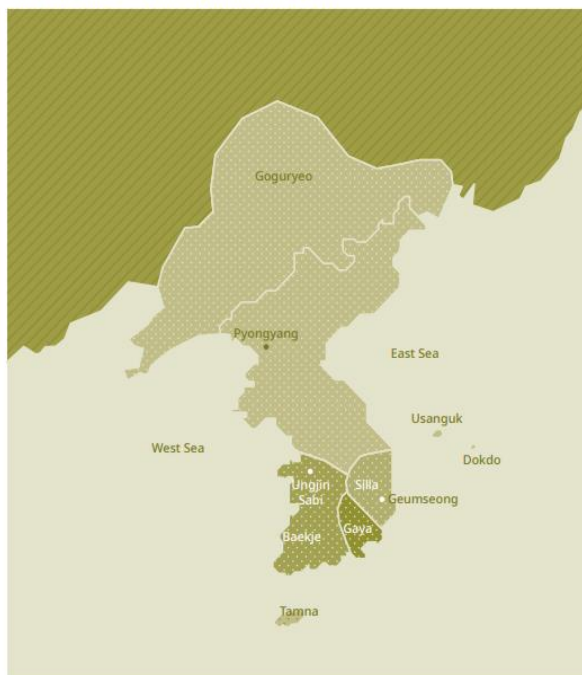 Goguryeo
Pyongyang
East Sea
Usanguk
West Sea
Dokdo
Ungjin
Sabi
Silla
Geumseong
Gaya
Baekje
Tamna